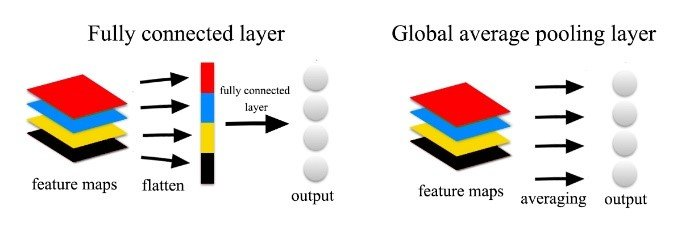 Fully connected layer
feature maps
flatten
fully connected
layer
output
Global average pooling layer
feature maps
averaging
output